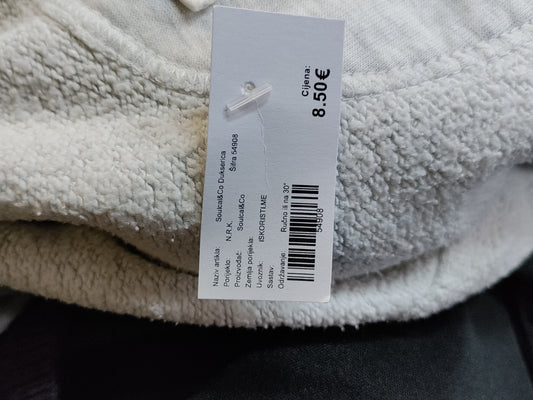 Naziv artikla: Soulcal&Co Dukserica
Porijeklo: N.R.K. Šifra 54908
Proizvođač: Soulcal&Co
Zemlja porijekla:
Uvoznik: ISKORISTI.ME
Sastav:
Održavanje: Ručno ili na 30°
54908
Cijena:
8.50€